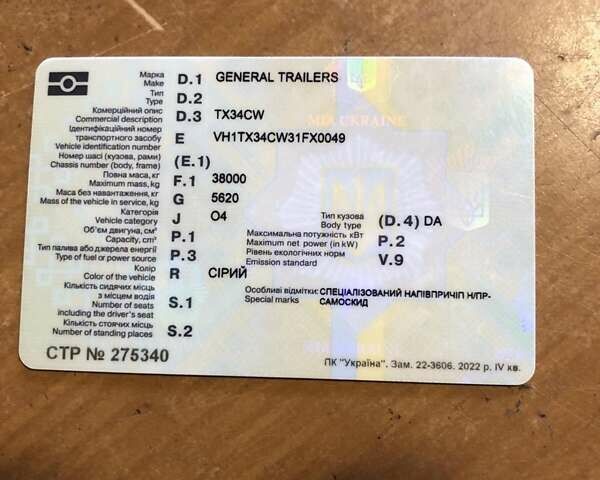 Марка
Make D.1 GENERAL TRAILERS
Тип
Type D.2
Комерційний опис
Commercial description D.3 TX34CW
Ідентифікаційний номер
транспортного засобу
Vehicle identification number E VH1TX34CW31FX0049
Номер шасі (кузова, рами)
Chassis number (body, frame) (E.1)
Повна маса, кг
Maximum mass, kg F.1 38000
Маса без навантаження, кг
Mass of the vehicle in service, kg G 5620
Категорія
Vehicle category J O4
Тип кузова
Body type (D.4) DA
Об'єм двигуна, см³
Capacity, cm³ P.1
Максимальна потужність кВт
Maximum net power (in kW) P.2
Тип палива або джерела енергії
Type of fuel or power source P.3
Рівень екологічних норм
Emission standard V.9
Колір
Color of the vehicle R СІРИЙ
Кількість сидячих місць
з місцем водія
Number of seats
including the driver's seat S.1
Особливі відмітки: СПЕЦІАЛІЗОВАНИЙ НАПІВПРИЧІП Н/ПР-
Special marks САМОСКИД
Кількість стоячих місць
Number of standing places S.2
СТР № 275340
ПК "Україна". Зам. 22-3606. 2022 р. IV кв.
MIA UKRAINE